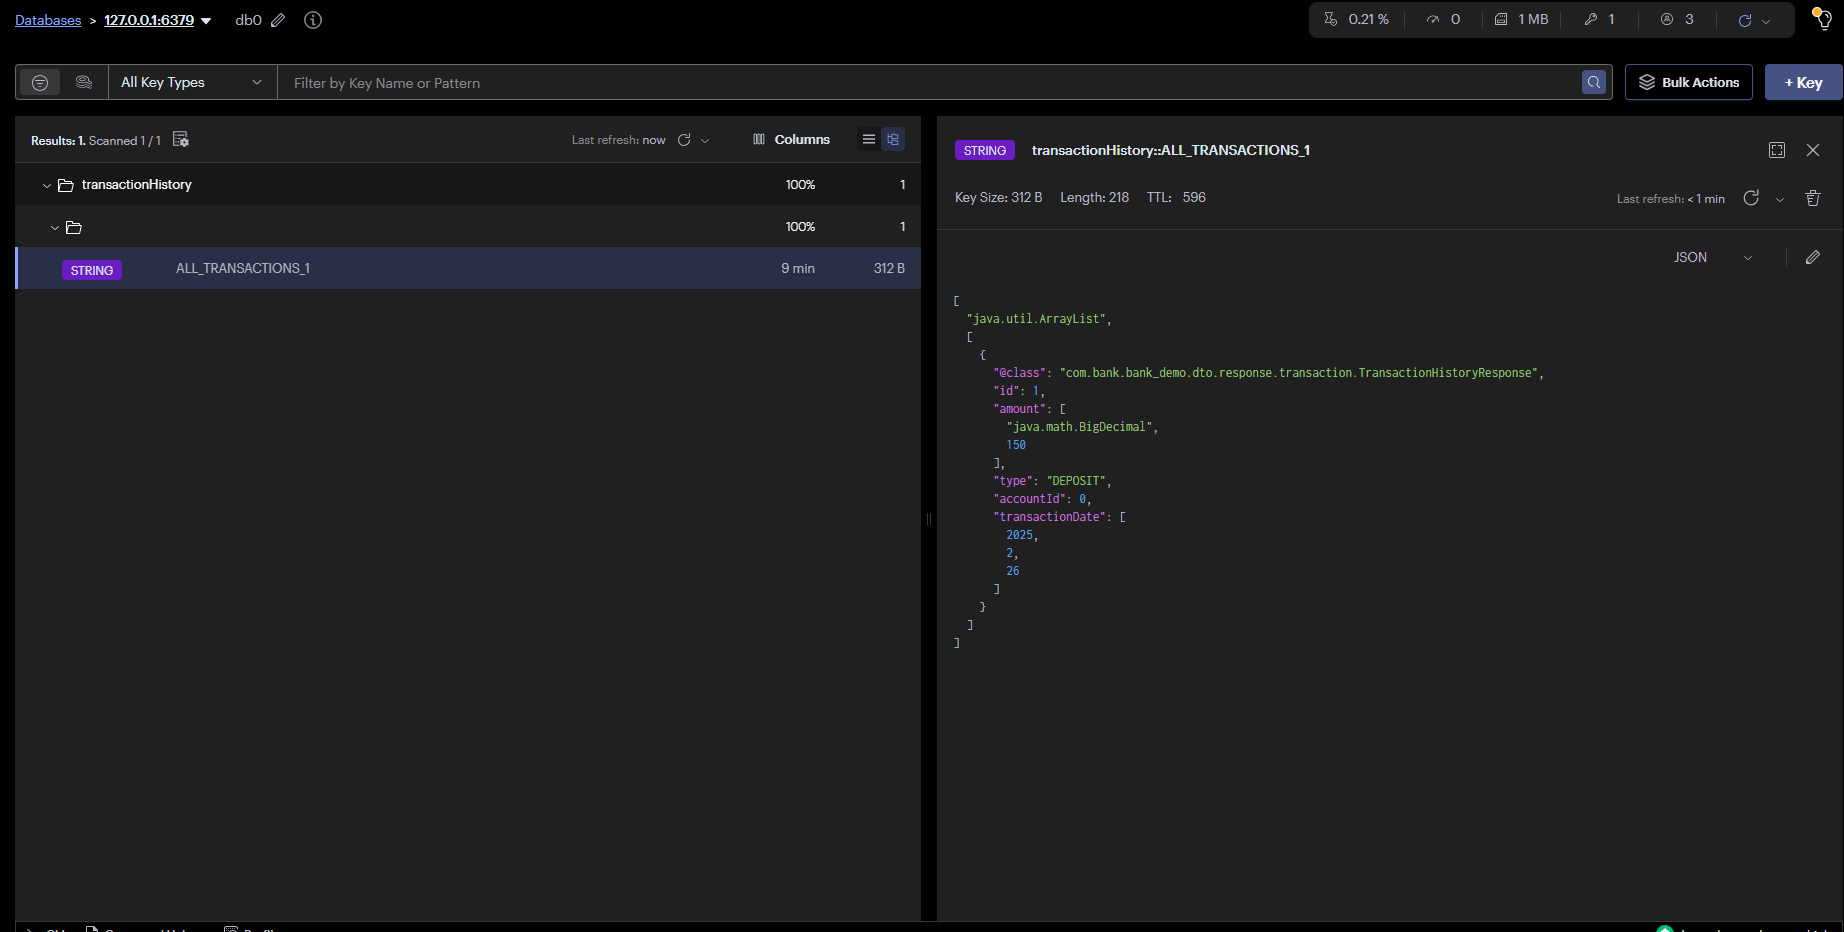 Databases > 127.0.0.1:6379 db0
0.21 % 0 1 MB 1 3
All Key Types Filter by Key Name or Pattern Bulk Actions + Key
Results: 1. Scanned 1 / 1 Last refresh: now Columns
transactionHistory 100% 1
100% 1
STRING ALL_TRANSACTIONS_1 9 min 312 B
STRING transactionHistory::ALL_TRANSACTIONS_1
Key Size: 312 B Length: 218 TTL: 596 Last refresh: < 1 min
JSON
[
"java.util.ArrayList",
[
{
"@class": "com.bank.bank_demo.dto.response.transaction.TransactionHistoryResponse",
"id": 1,
"amount": [
"java.math.BigDecimal",
150
],
"type": "DEPOSIT",
"accountId": 0,
"transactionDate": [
2025,
2,
26
]
}
]
]